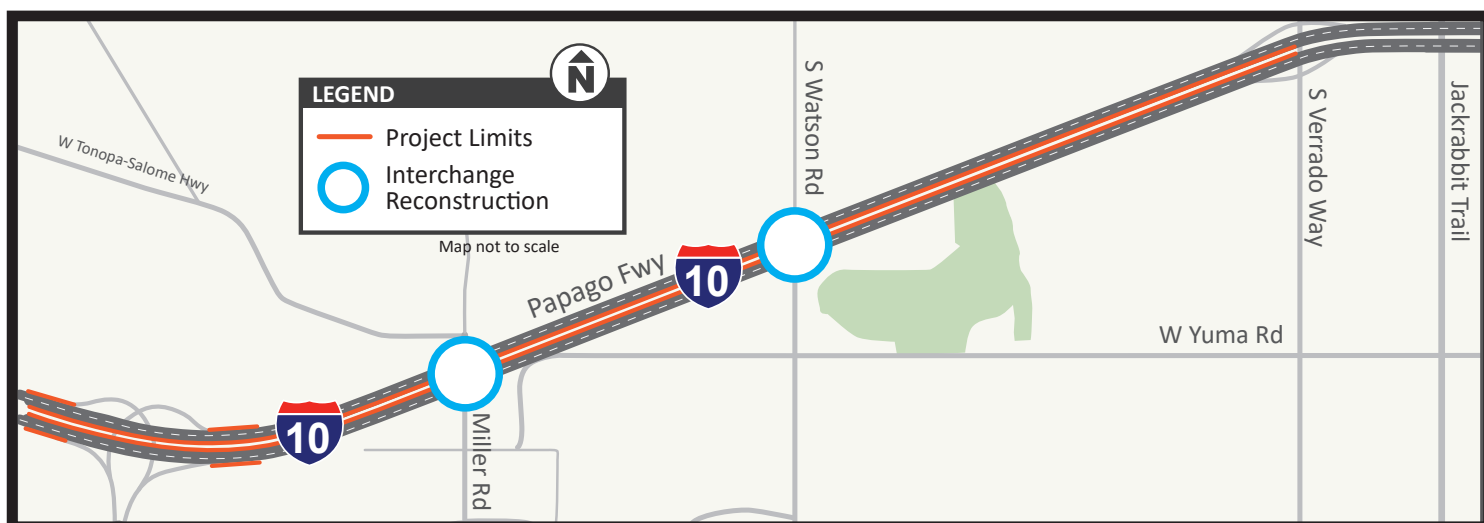 N
LEGEND
Project Limits
Interchange
Reconstruction
Map not to scale
W Tonopa-Salome Hwy
S Watson Rd
S Verrado Way
Jackrabbit Trail
Papago Fwy
10
W Yuma Rd
10
Miller Rd